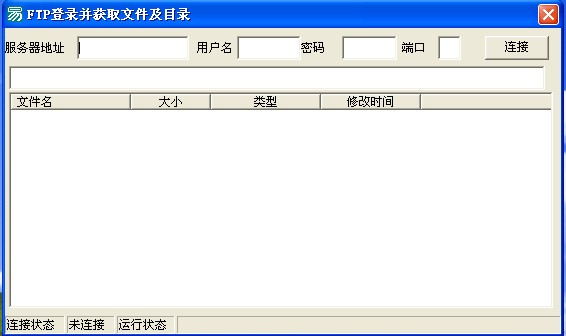 易 FTP登录并获取文件及目录
服务器地址 用户名 密码 端口 连接
文件名 大小 类型 修改时间
连接状态 未连接 运行状态